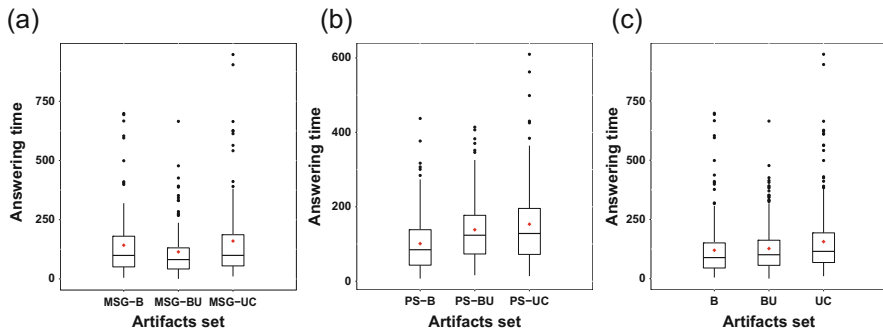 (a)
Answering time
750
500
250
0
MSG−B MSG−BU MSG−UC
Artifacts set
(b)
Answering time
600
400
200
0
PS−B PS−BU PS−UC
Artifacts set
(c)
Answering time
750
500
250
0
B BU UC
Artifacts set